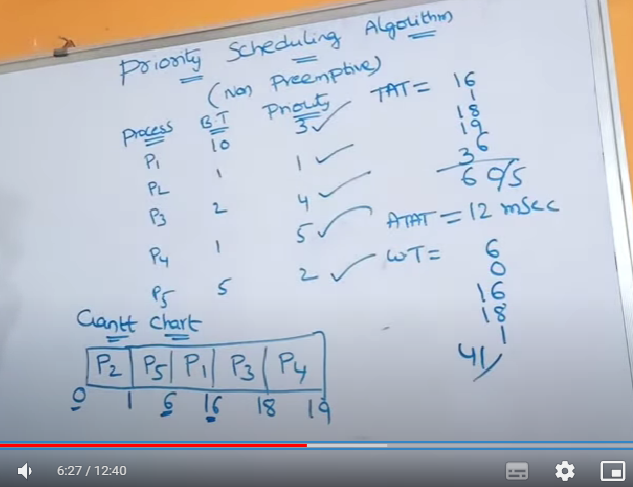 Priority Scheduling Algorithm
(Non Preemptive)
Process B.T Priority TAT = 16
P1 10 3 ✓ 1
P2 1 1 ✓ 18
P3 2 4 ✓ 19
P4 1 5 ✓ 36
P5 5 2 ✓ 60/5
ATAT = 12 msec
WT = 6
0
16
18
1
41
Gantt Chart
P2 P5 P1 P3 P4
0 1 6 16 18 19
6:27 / 12:40